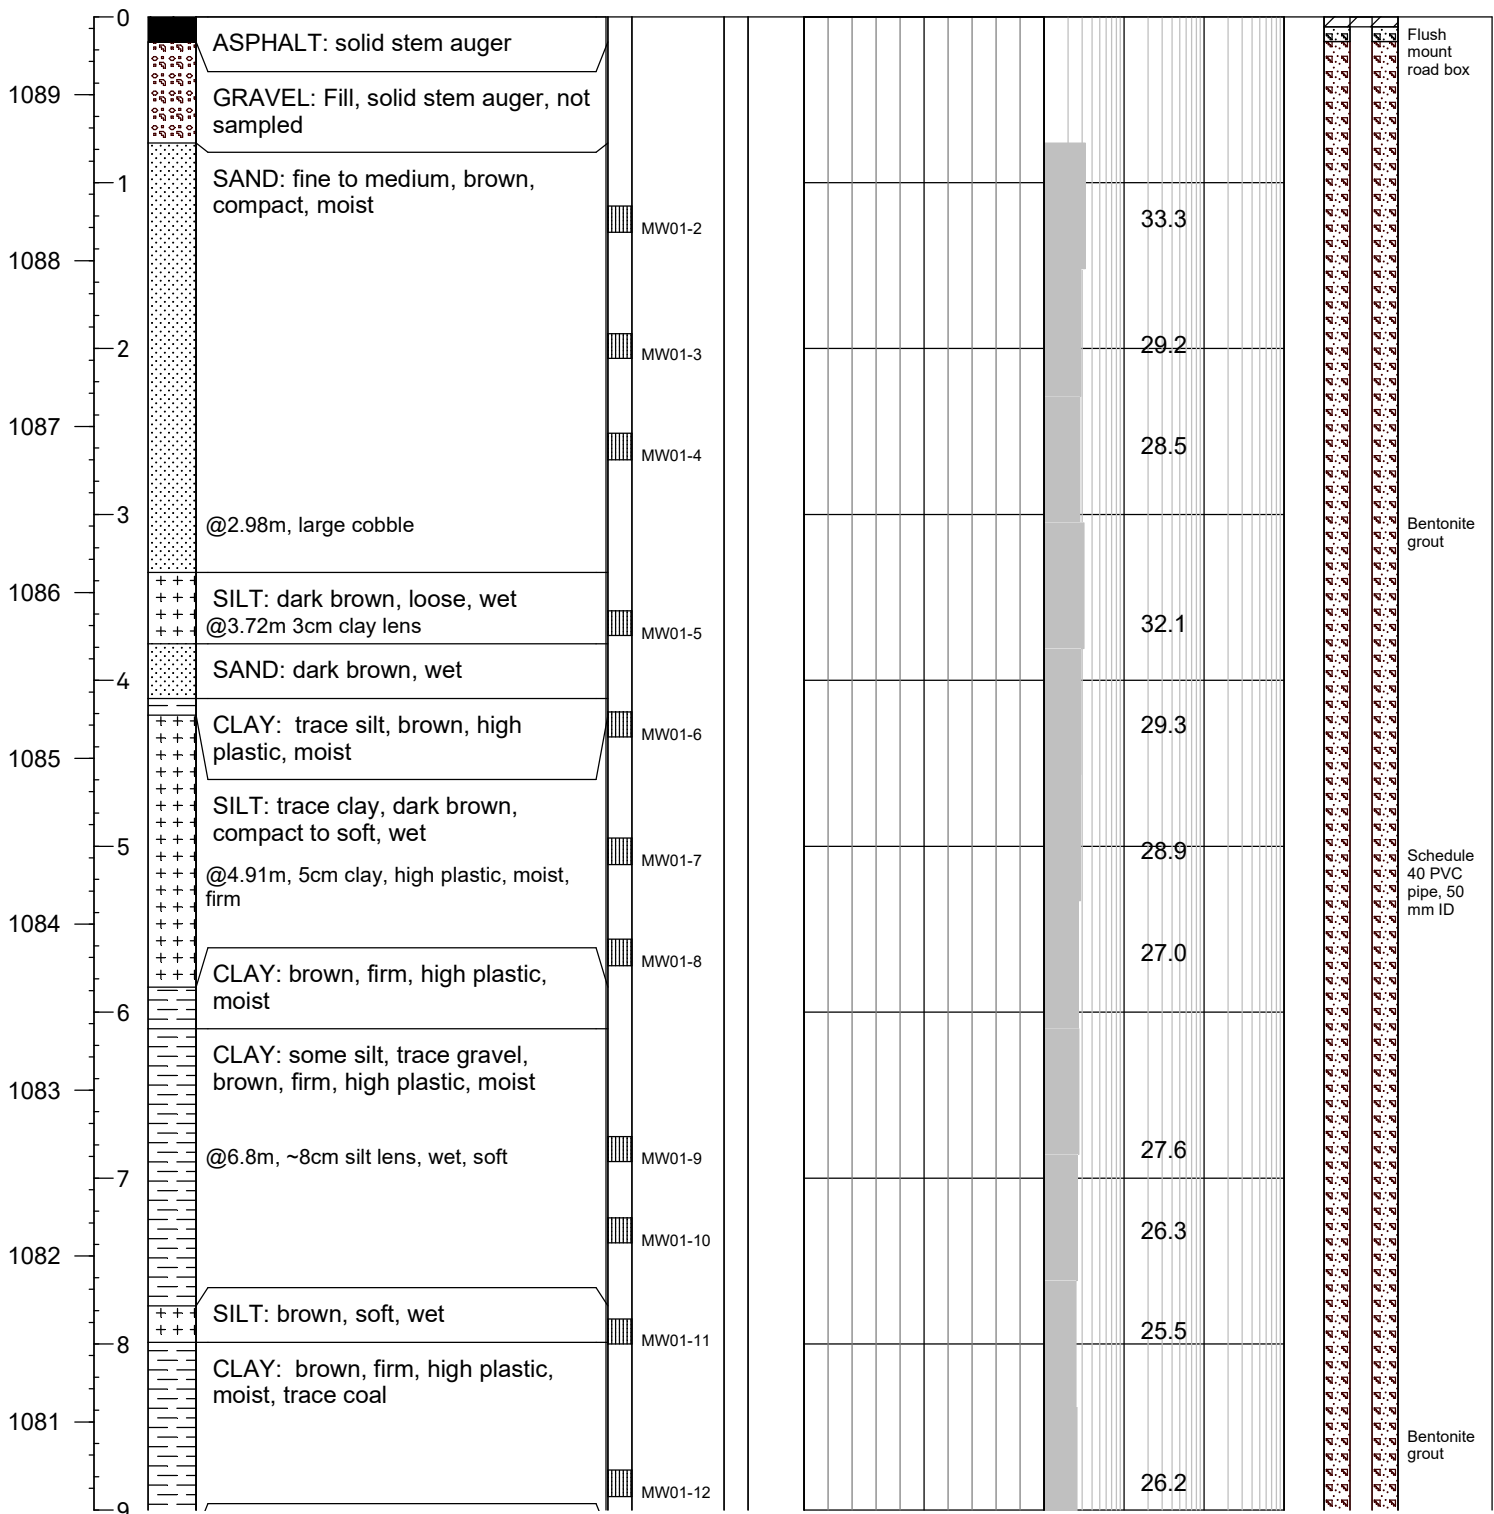 0
ASPHALT: solid stem auger
Flush
mount
road box
1089
GRAVEL: Fill, solid stem auger, not
sampled
1
SAND: fine to medium, brown,
compact, moist
MW01-2
33.3
1088
2
MW01-3
29.2
1087
MW01-4
28.5
3
@2.98m, large cobble
Bentonite
grout
1086
SILT: dark brown, loose, wet
@3.72m 3cm clay lens
MW01-5
32.1
4
SAND: dark brown, wet
CLAY:  trace silt, brown, high
plastic, moist
MW01-6
29.3
1085
SILT: trace clay, dark brown,
compact to soft, wet
5
MW01-7
28.9
@4.91m, 5cm clay, high plastic, moist,
firm
Schedule
40 PVC
pipe, 50
mm ID
1084
MW01-8
27.0
CLAY: brown, firm, high plastic,
moist
6
CLAY: some silt, trace gravel,
brown, firm, high plastic, moist
1083
@6.8m, ~8cm silt lens, wet, soft
MW01-9
27.6
7
MW01-10
26.3
1082
SILT: brown, soft, wet
MW01-11
25.5
8
CLAY:  brown, firm, high plastic,
moist, trace coal
1081
Bentonite
grout
MW01-12
26.2
9